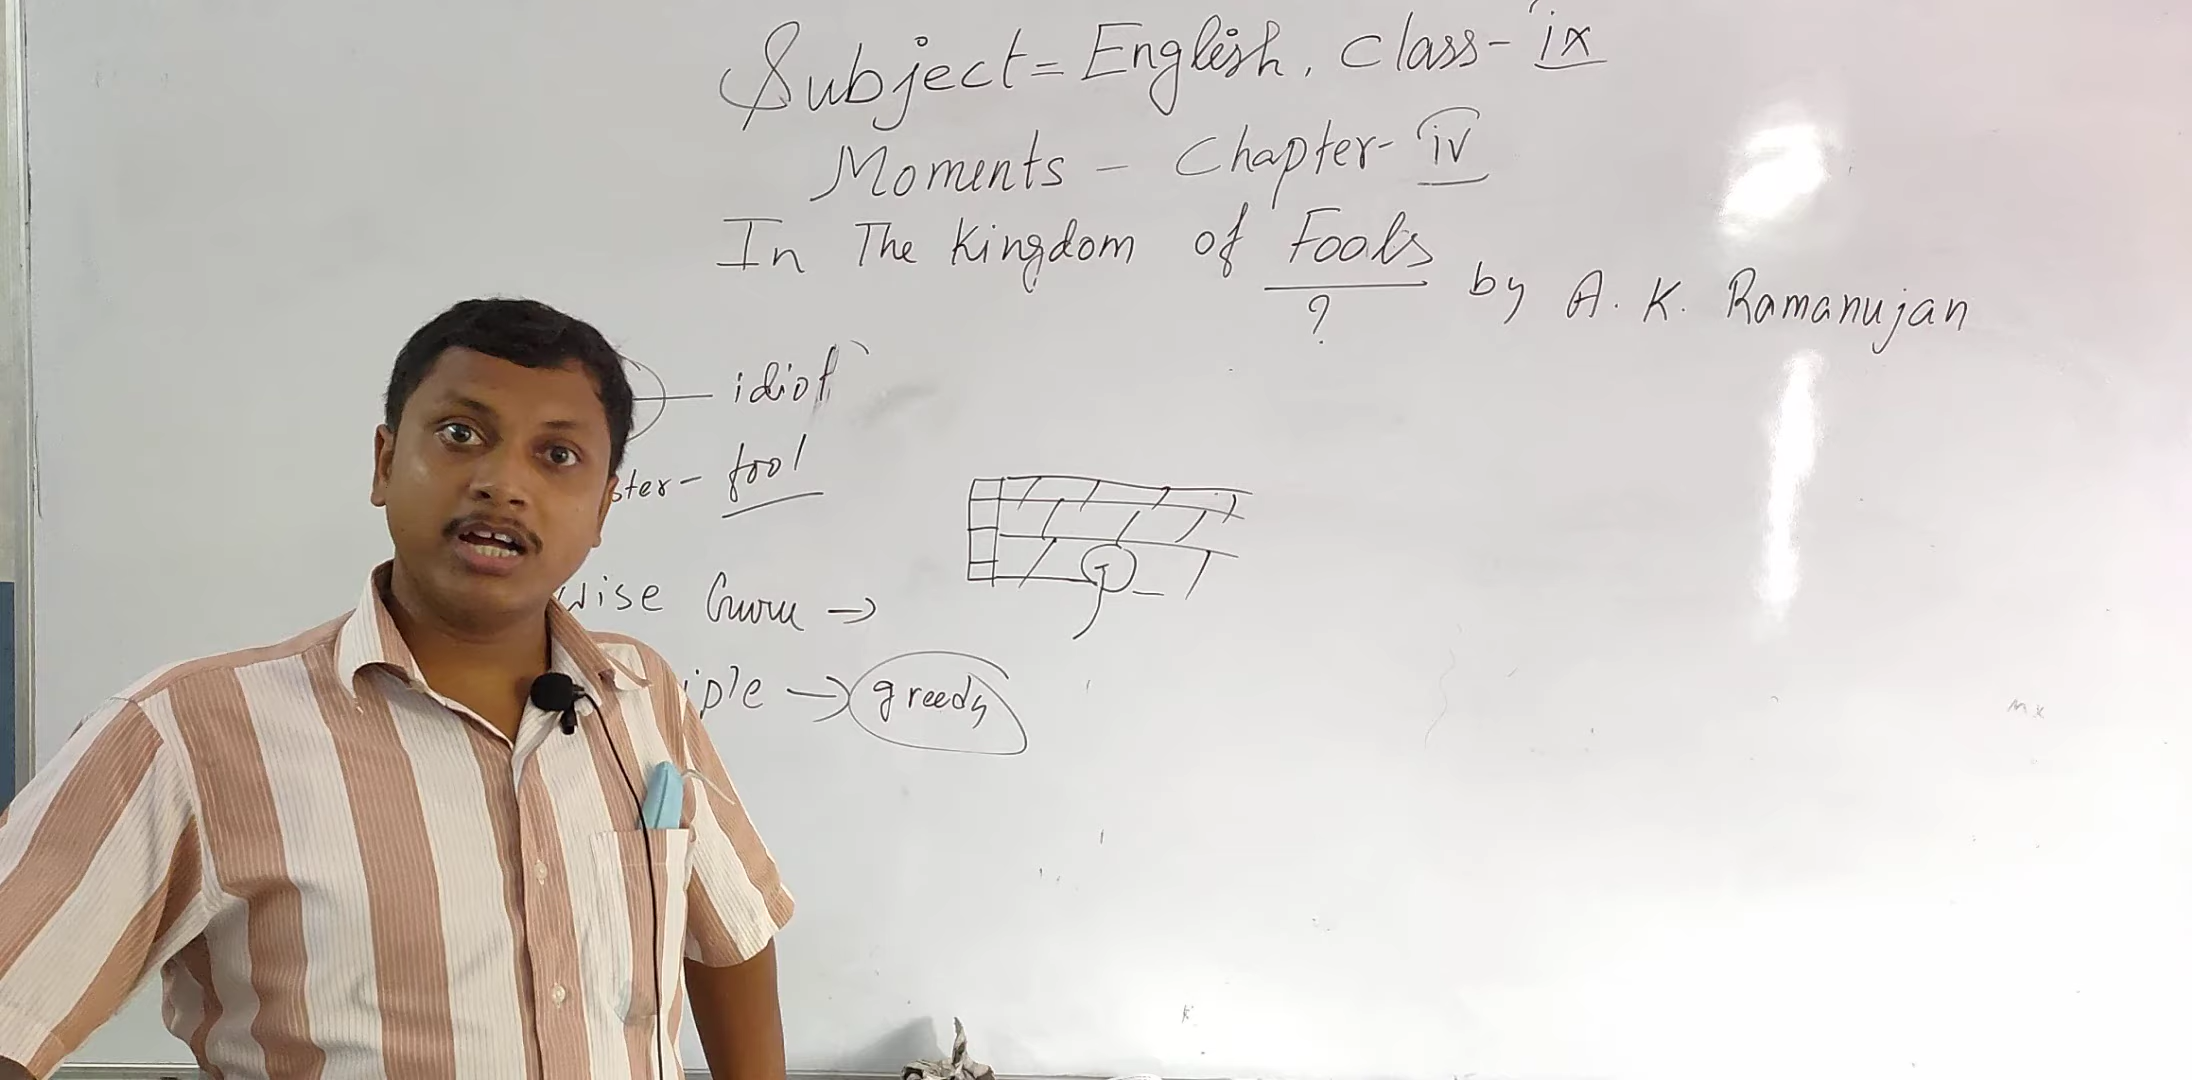 Subject = English, Class - ix
Moments - Chapter - iv
In The Kingdom of Fools by A. K. Ramanujan
?
idiot
ster - fool
wise Guru →
iple → greedy